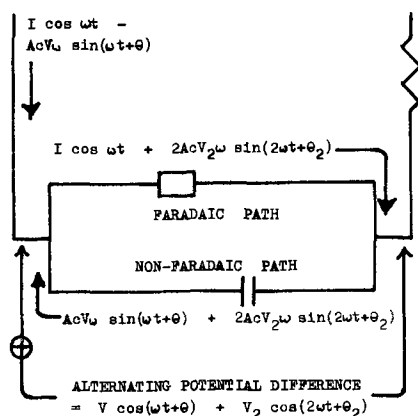 I cos ωt -
AcVω sin(ωt+θ)
I cos ωt + 2AcV₂ω sin(2ωt+θ₂)
FARADAIC PATH
NON-FARADAIC PATH
AcVω sin(ωt+θ) + 2AcV₂ω sin(2ωt+θ₂)
ALTERNATING POTENTIAL DIFFERENCE
= V cos(ωt+θ) + V₂ cos(2ωt+θ₂)